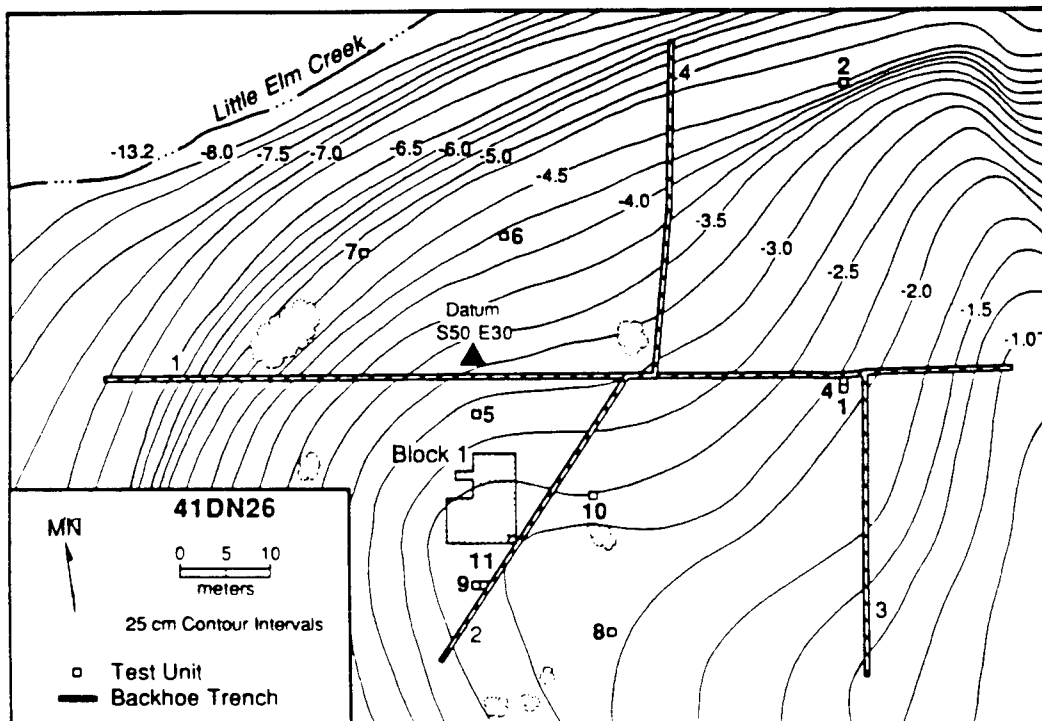 Little Elm Creek
4
2
-13.2
-8.0
-7.5
-7.0
-6.5
-6.0
-5.0
-4.5
-4.0
-3.5
-3.0
-2.5
-2.0
-1.5
-1.0
7
6
Datum
S50 E30
1
4
1
5
Block 1
10
11
9
2
8
3
41DN26
MN
0 5 10
meters
25 cm Contour Intervals
Test Unit
Backhoe Trench